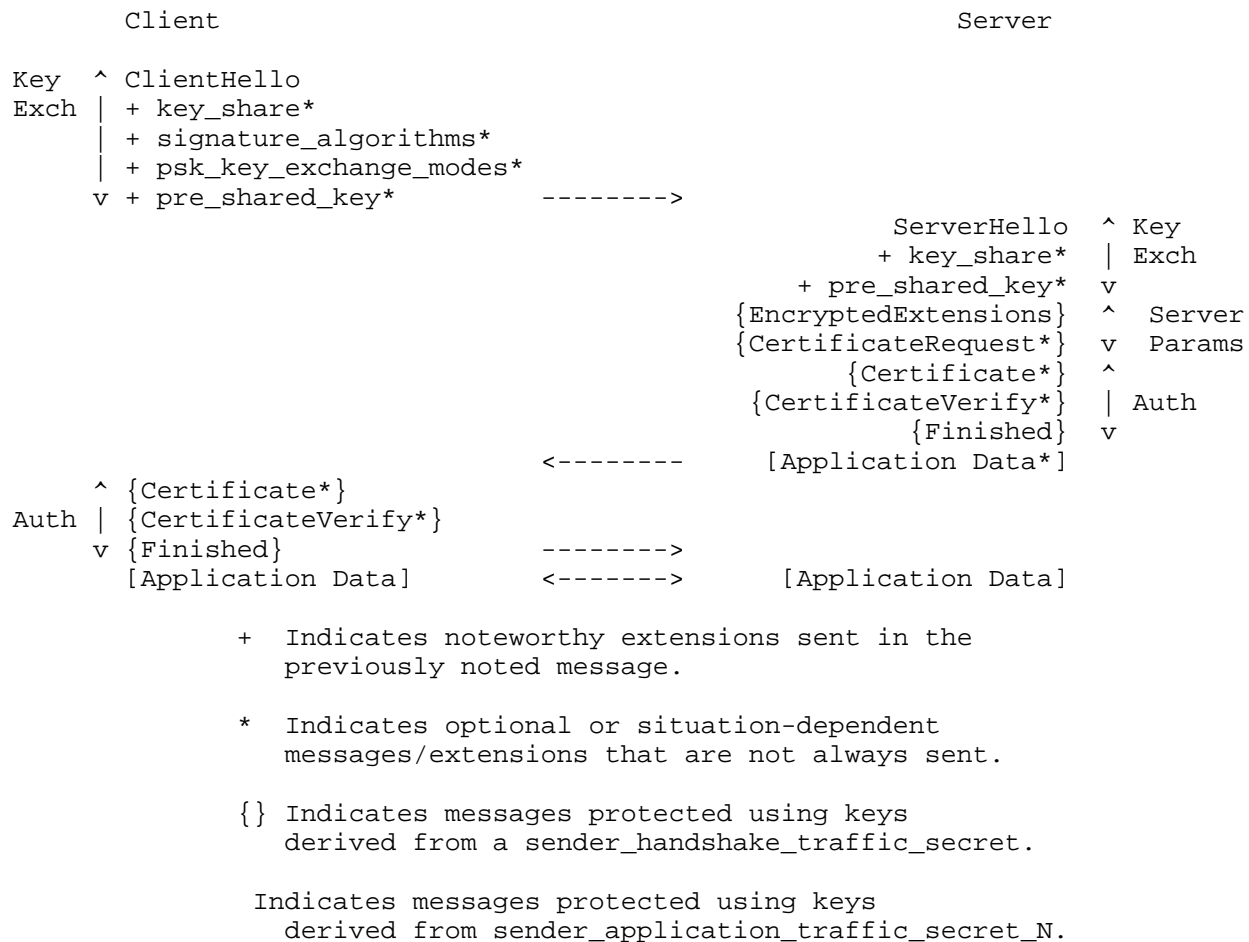 Client                                           Server

Key  ^ ClientHello
Exch | + key_share*
     | + signature_algorithms*
     | + psk_key_exchange_modes*
     v + pre_shared_key*         -------->
                                                  ServerHello  ^ Key
                                                 + key_share*  | Exch
                                            + pre_shared_key*  v
                                        {EncryptedExtensions}  ^  Server
                                        {CertificateRequest*}  v  Params
                                               {Certificate*}  ^
                                         {CertificateVerify*}  | Auth
                                                   {Finished}  v
                                 <--------     [Application Data*]
     ^ {Certificate*}
Auth | {CertificateVerify*}
     v {Finished}                -------->
       [Application Data]        <------->      [Application Data]

              +  Indicates noteworthy extensions sent in the
                 previously noted message.

              *  Indicates optional or situation-dependent
                 messages/extensions that are not always sent.

              {} Indicates messages protected using keys
                 derived from a sender_handshake_traffic_secret.

               Indicates messages protected using keys
                 derived from sender_application_traffic_secret_N.